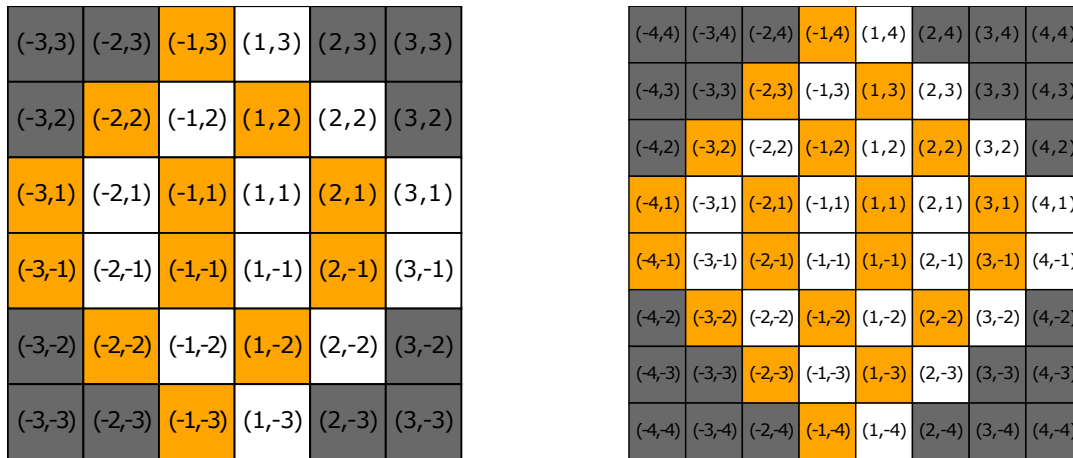 (-3,3) (-2,3) (-1,3) (1,3) (2,3) (3,3)
(-3,2) (-2,2) (-1,2) (1,2) (2,2) (3,2)
(-3,1) (-2,1) (-1,1) (1,1) (2,1) (3,1)
(-3,-1) (-2,-1) (-1,-1) (1,-1) (2,-1) (3,-1)
(-3,-2) (-2,-2) (-1,-2) (1,-2) (2,-2) (3,-2)
(-3,-3) (-2,-3) (-1,-3) (1,-3) (2,-3) (3,-3)
(-4,4) (-3,4) (-2,4) (-1,4) (1,4) (2,4) (3,4) (4,4)
(-4,3) (-3,3) (-2,3) (-1,3) (1,3) (2,3) (3,3) (4,3)
(-4,2) (-3,2) (-2,2) (-1,2) (1,2) (2,2) (3,2) (4,2)
(-4,1) (-3,1) (-2,1) (-1,1) (1,1) (2,1) (3,1) (4,1)
(-4,-1) (-3,-1) (-2,-1) (-1,-1) (1,-1) (2,-1) (3,-1) (4,-1)
(-4,-2) (-3,-2) (-2,-2) (-1,-2) (1,-2) (2,-2) (3,-2) (4,-2)
(-4,-3) (-3,-3) (-2,-3) (-1,-3) (1,-3) (2,-3) (3,-3) (4,-3)
(-4,-4) (-3,-4) (-2,-4) (-1,-4) (1,-4) (2,-4) (3,-4) (4,-4)